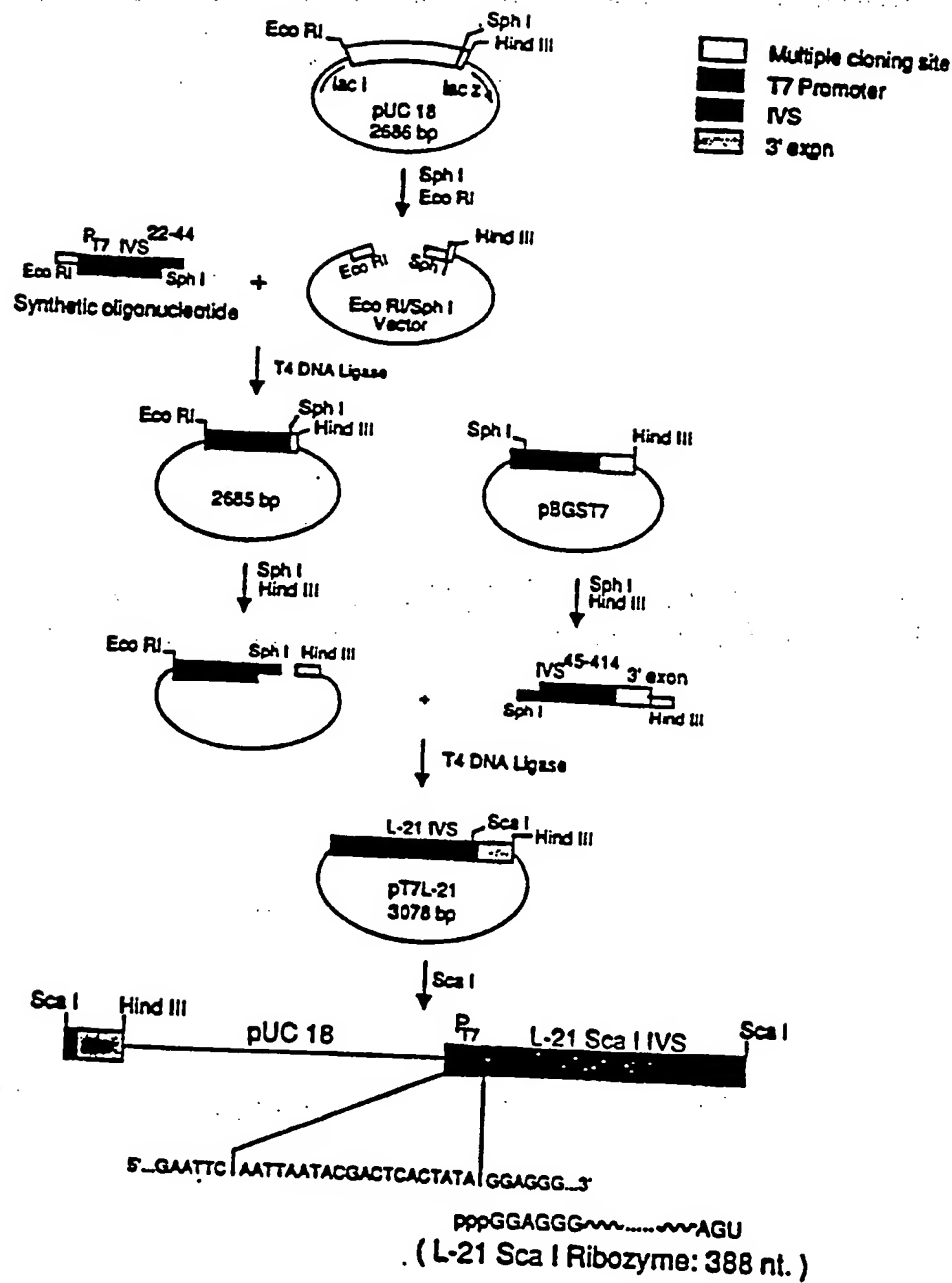 Eco RI
Sph I
Hind III
lac i
lac z
pUC 18
2686 bp
Multiple cloning site
T7 Promoter
IVS
3' exon
Sph I
Eco RI
PT7 IVS 22-44
Eco RI
Sph I
Synthetic oligonucleotide
+
Eco RI
Sph I
Hind III
Eco RI/Sph I
Vector
T4 DNA Ligase
Eco RI
Sph I
Hind III
2685 bp
Sph I
Hind III
pBGST7
Sph I
Hind III
Sph I
Hind III
Eco RI
Sph I
Hind III
+
IVS 45-414
3' exon
Sph I
Hind III
T4 DNA Ligase
L-21 IVS
Sca I
Hind III
pT7L-21
3078 bp
Sca I
Sca I
Hind III
pUC 18
PT7
L-21 Sca I IVS
Sca I
5'...GAATTC AATTAATACGACTCACTATA GGAGGG...3'
pppGGAGGG~~~......~~~AGU
( L-21 Sca I Ribozyme: 388 nt. )